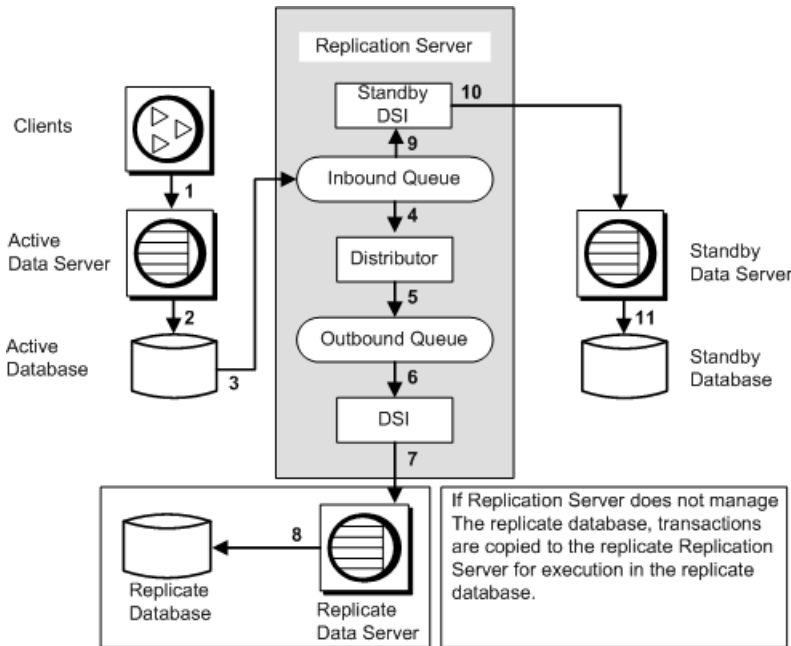 Replication Server
Standby
DSI
10
9
Clients
Inbound Queue
1
4
Active
Data Server
Distributor
Standby
Data Server
5
2
11
Outbound Queue
Active
Database
3
6
Standby
Database
DSI
7
8
Replicate
Database
Replicate
Data Server
If Replication Server does not manage
The replicate database, transactions
are copied to the replicate Replication
Server for execution in the replicate
database.